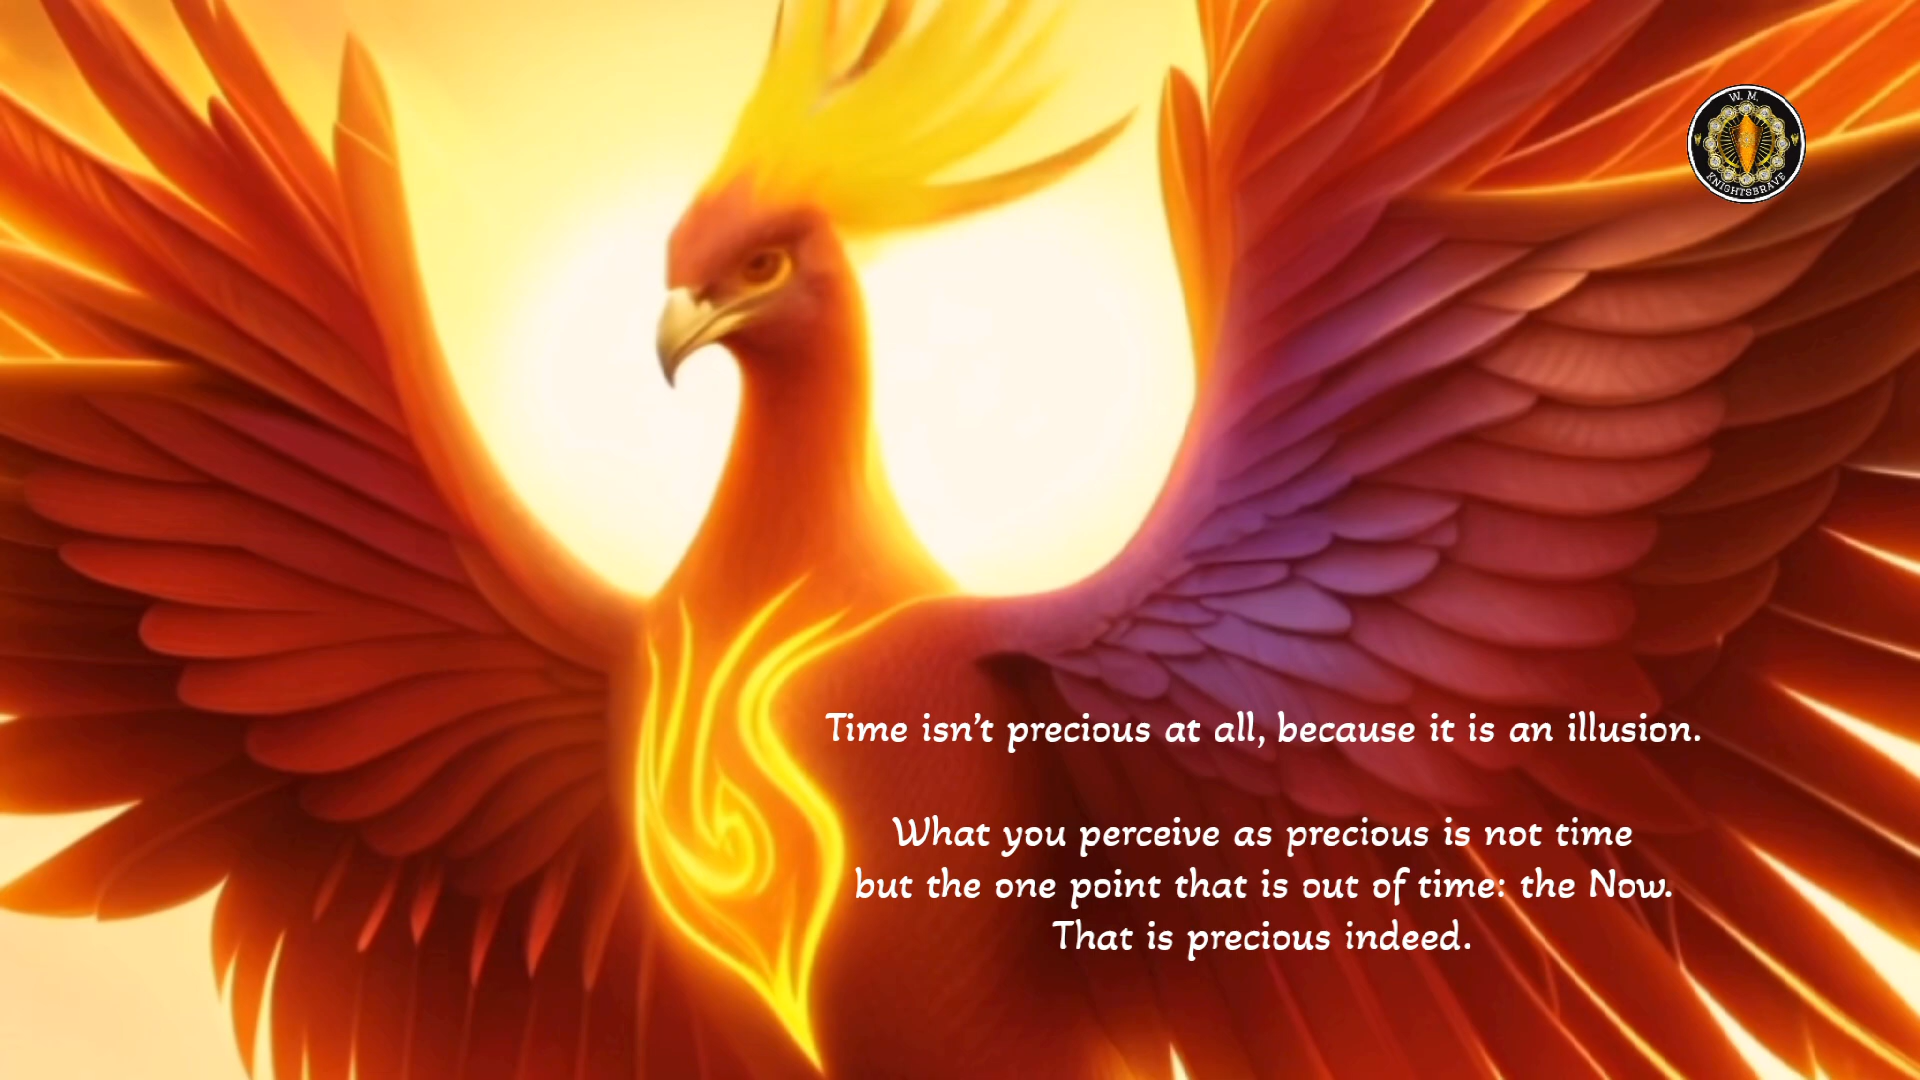 W. M.
KNIGHTSBRAVE
Time isn't precious at all, because it is an illusion.
What you perceive as precious is not time
but the one point that is out of time: the Now.
That is precious indeed.